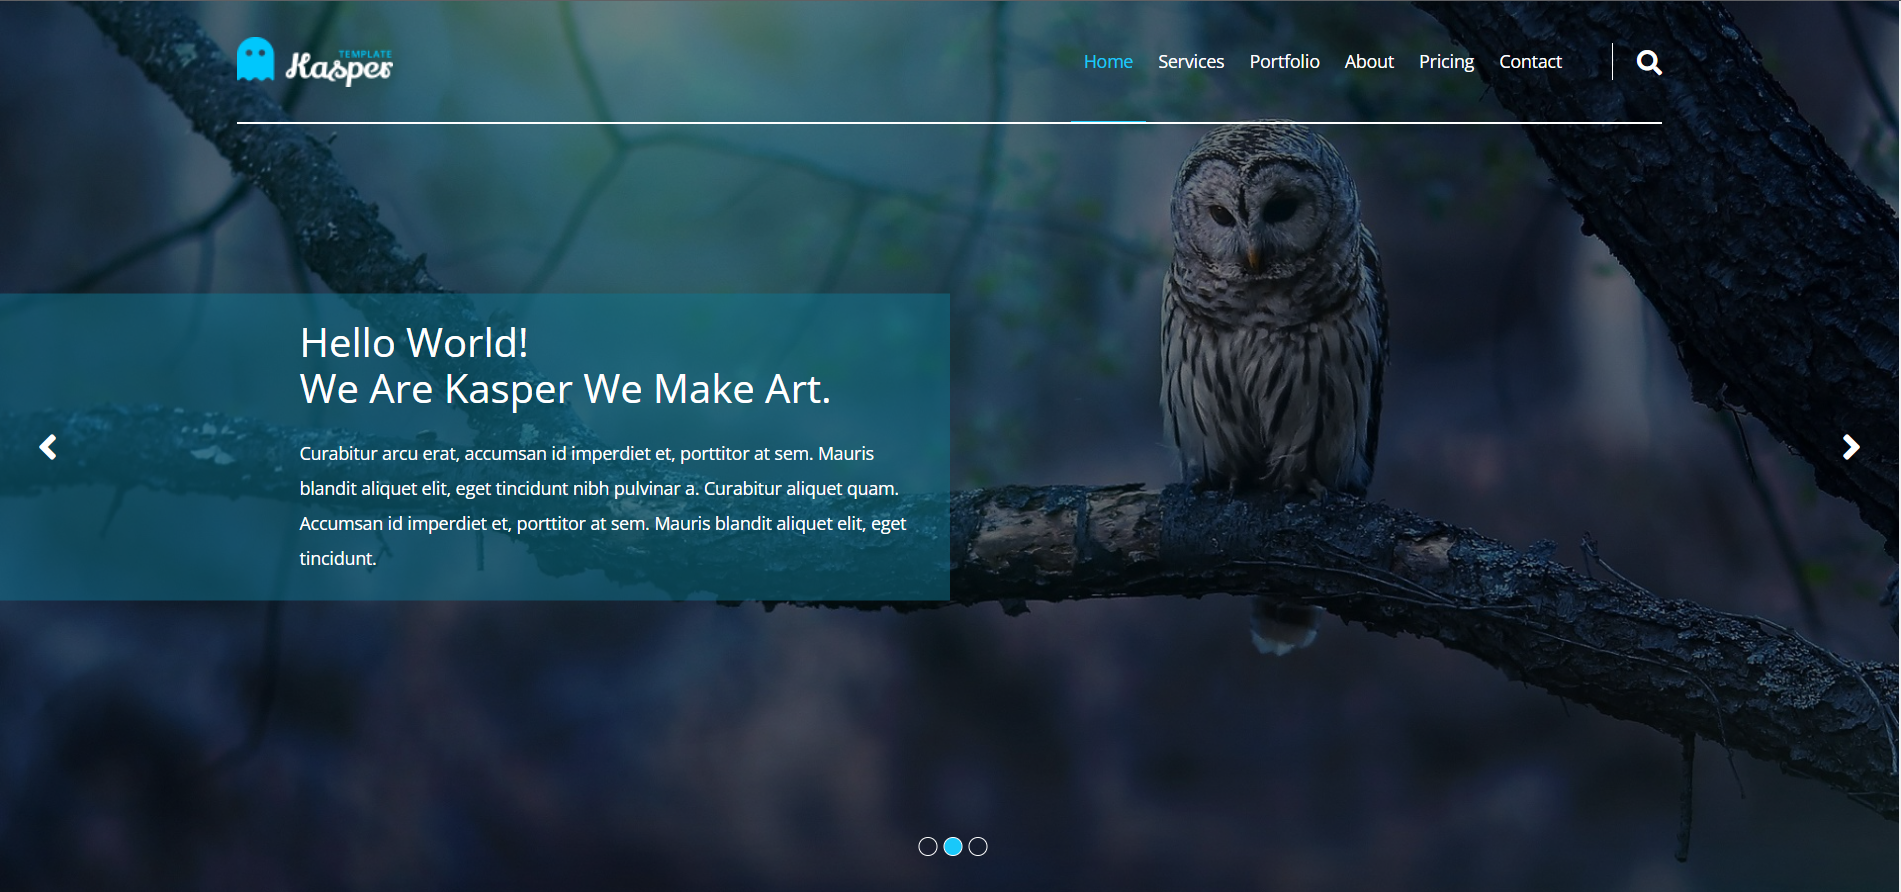 TEMPLATE
Kasper
Home Services Portfolio About Pricing Contact
Hello World!
We Are Kasper We Make Art.
Curabitur arcu erat, accumsan id imperdiet et, porttitor at sem. Mauris
blandit aliquet elit, eget tincidunt nibh pulvinar a. Curabitur aliquet quam.
Accumsan id imperdiet et, porttitor at sem. Mauris blandit aliquet elit, eget
tincidunt.